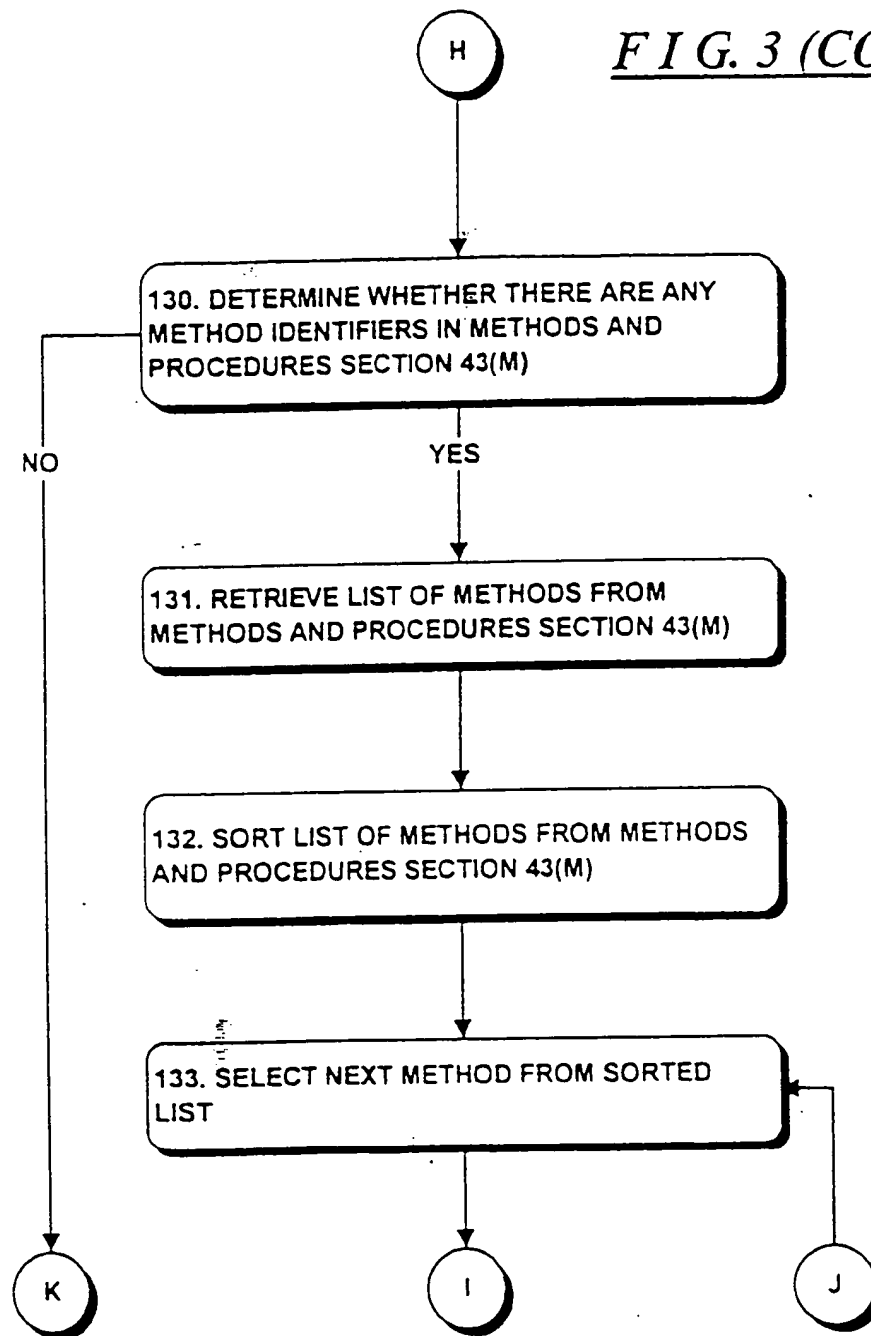 H
F I G. 3 (CO
130. DETERMINE WHETHER THERE ARE ANY
METHOD IDENTIFIERS IN METHODS AND
PROCEDURES SECTION 43(M)
NO
YES
131. RETRIEVE LIST OF METHODS FROM
METHODS AND PROCEDURES SECTION 43(M)
132. SORT LIST OF METHODS FROM METHODS
AND PROCEDURES SECTION 43(M)
133. SELECT NEXT METHOD FROM SORTED
LIST
K
I
J